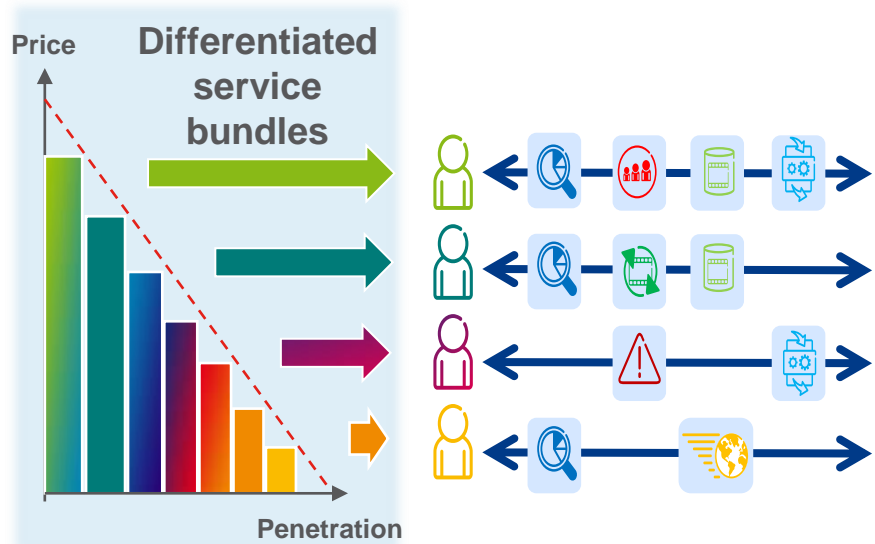 Price
Differentiated
service
bundles
Penetration